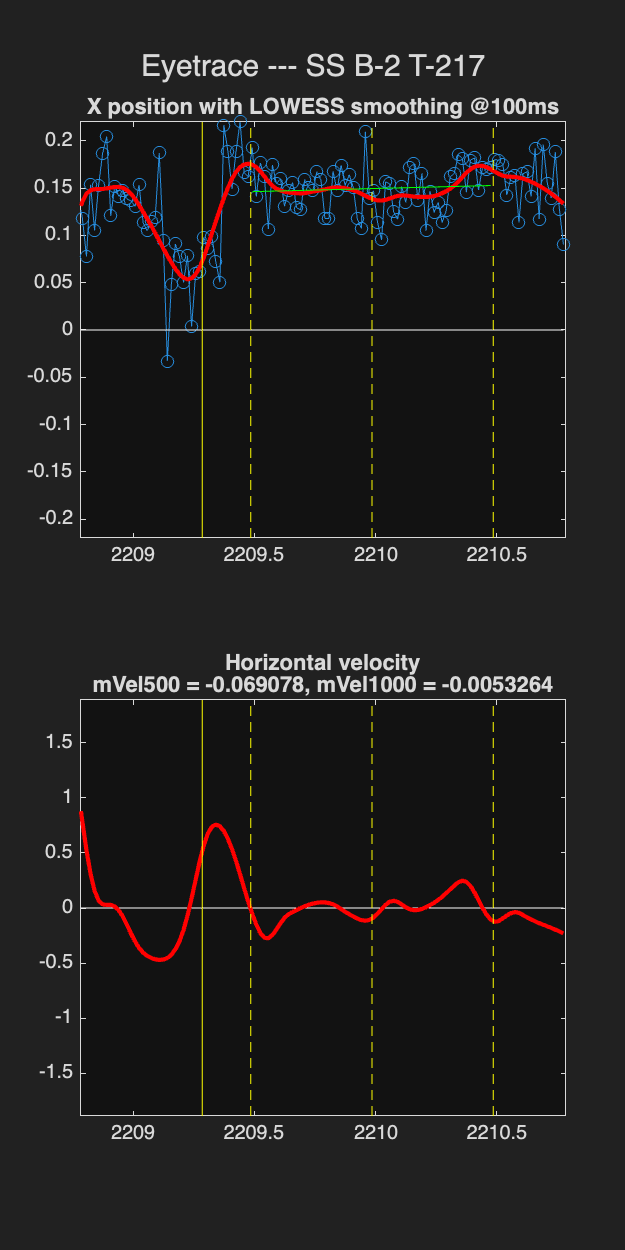 Eyetrace --- SS B-2 T-217
X position with LOWESS smoothing @100ms
0.2
0.15
0.1
0.05
0
-0.05
-0.1
-0.15
-0.2
2209 2209.5 2210 2210.5
Horizontal velocity
mVel500 = -0.069078, mVel1000 = -0.0053264
1.5
1
0.5
0
-0.5
-1
-1.5
2209 2209.5 2210 2210.5